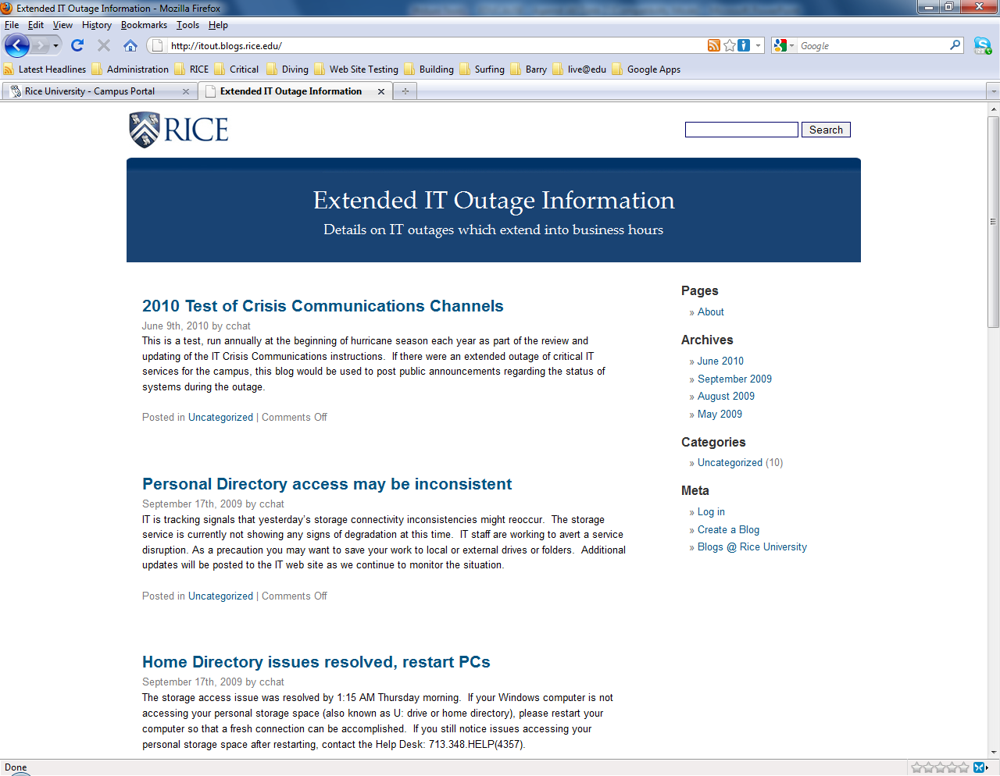 Extended IT Outage Information - Mozilla Firefox
File Edit View History Bookmarks Tools Help
http://itout.blogs.rice.edu/
Google
Latest Headlines Administration RICE Critical Diving Web Site Testing Building Surfing Barry live@edu Google Apps
Rice University - Campus Portal
Extended IT Outage Information
RICE
Search
Extended IT Outage Information
Details on IT outages which extend into business hours
2010 Test of Crisis Communications Channels
June 9th, 2010 by cchat
This is a test, run annually at the beginning of hurricane season each year as part of the review and
updating of the IT Crisis Communications instructions. If there were an extended outage of critical IT
services for the campus, this blog would be used to post public announcements regarding the status of
systems during the outage.
Posted in Uncategorized | Comments Off
Personal Directory access may be inconsistent
September 17th, 2009 by cchat
IT is tracking signals that yesterday's storage connectivity inconsistencies might reoccur. The storage
service is currently not showing any signs of degradation at this time. IT staff are working to avert a service
disruption. As a precaution you may want to save your work to local or external drives or folders. Additional
updates will be posted to the IT web site as we continue to monitor the situation.
Posted in Uncategorized | Comments Off
Home Directory issues resolved, restart PCs
September 17th, 2009 by cchat
The storage access issue was resolved by 1:15 AM Thursday morning. If your Windows computer is not
accessing your personal storage space (also known as U: drive or home directory), please restart your
computer so that a fresh connection can be accomplished. If you still notice issues accessing your
personal storage space after restarting, contact the Help Desk: 713.348.HELP(4357).
Pages
» About
Archives
» June 2010
» September 2009
» August 2009
» May 2009
Categories
» Uncategorized (10)
Meta
» Log in
» Create a Blog
» Blogs @ Rice University
Done